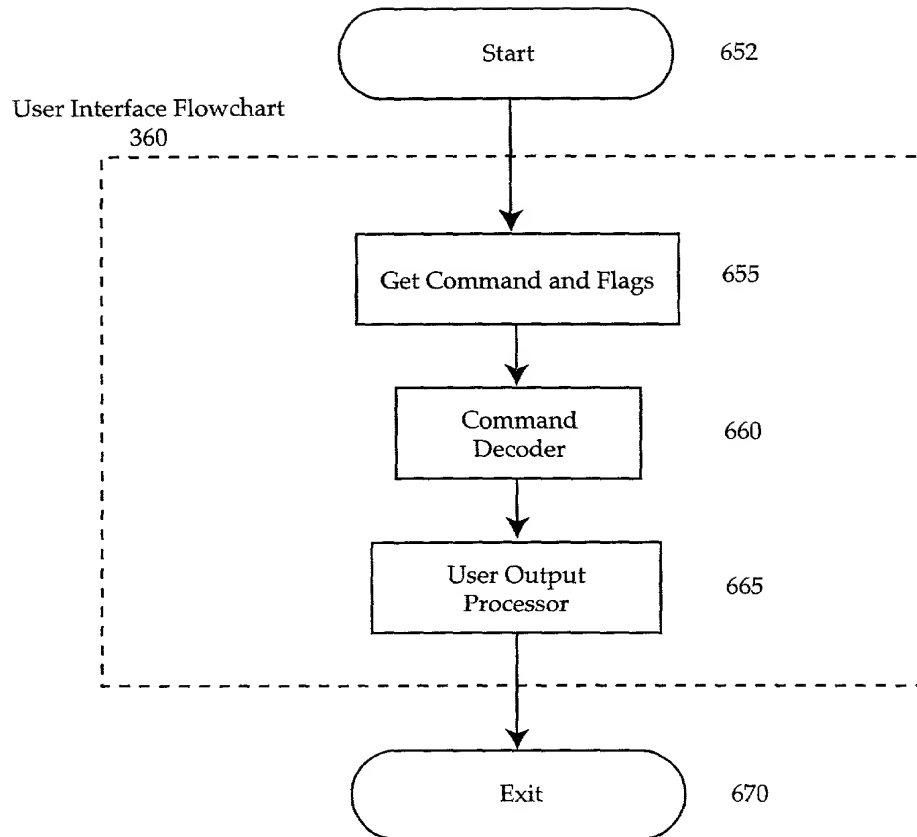 Start
652
User Interface Flowchart
360
Get Command and Flags
655
Command
Decoder
660
User Output
Processor
665
Exit
670